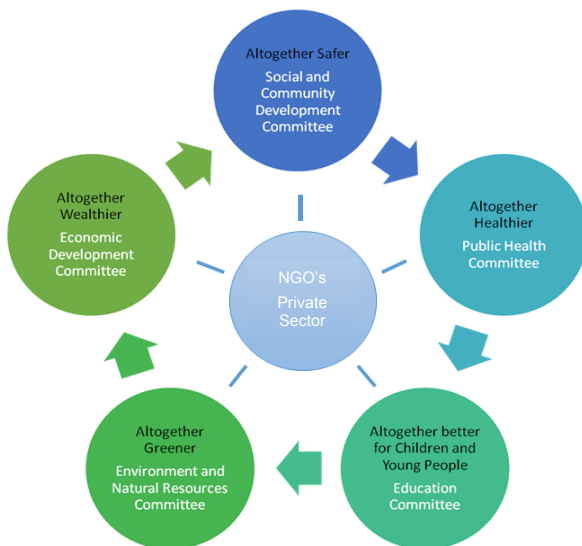 Altogether Safer
Social and
Community
Development
Committee
Altogether
Healthier
Public Health
Committee
Altogether better
for Children and
Young People
Education
Committee
Altogether
Greener
Environment and
Natural Resources
Committee
Altogether
Wealthier
Economic
Development
Committee
NGO's
Private
Sector